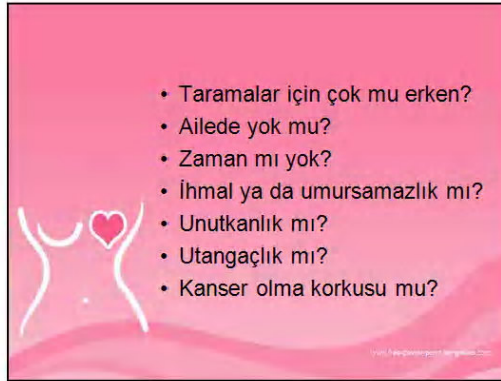 • Taramalar için çok mu erken?
• Ailede yok mu?
• Zaman mı yok?
• İhmal ya da umursamazlık mı?
• Unutkanlık mı?
• Utangaçlık mı?
• Kanser olma korkusu mu?